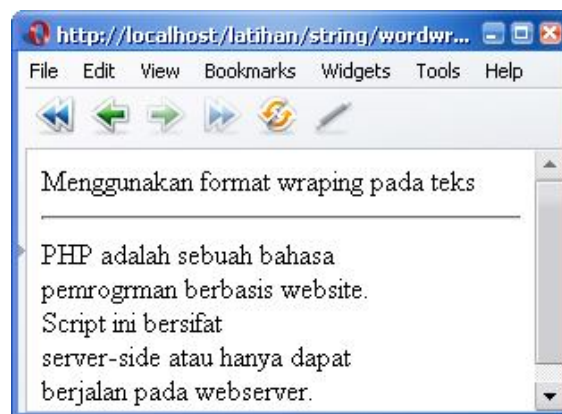 http://localhost/latihan/string/wordwr...
File Edit View Bookmarks Widgets Tools Help
Menggunakan format wraping pada teks
PHP adalah sebuah bahasa
pemrogrman berbasis website.
Script ini bersifat
server-side atau hanya dapat
berjalan pada webserver.